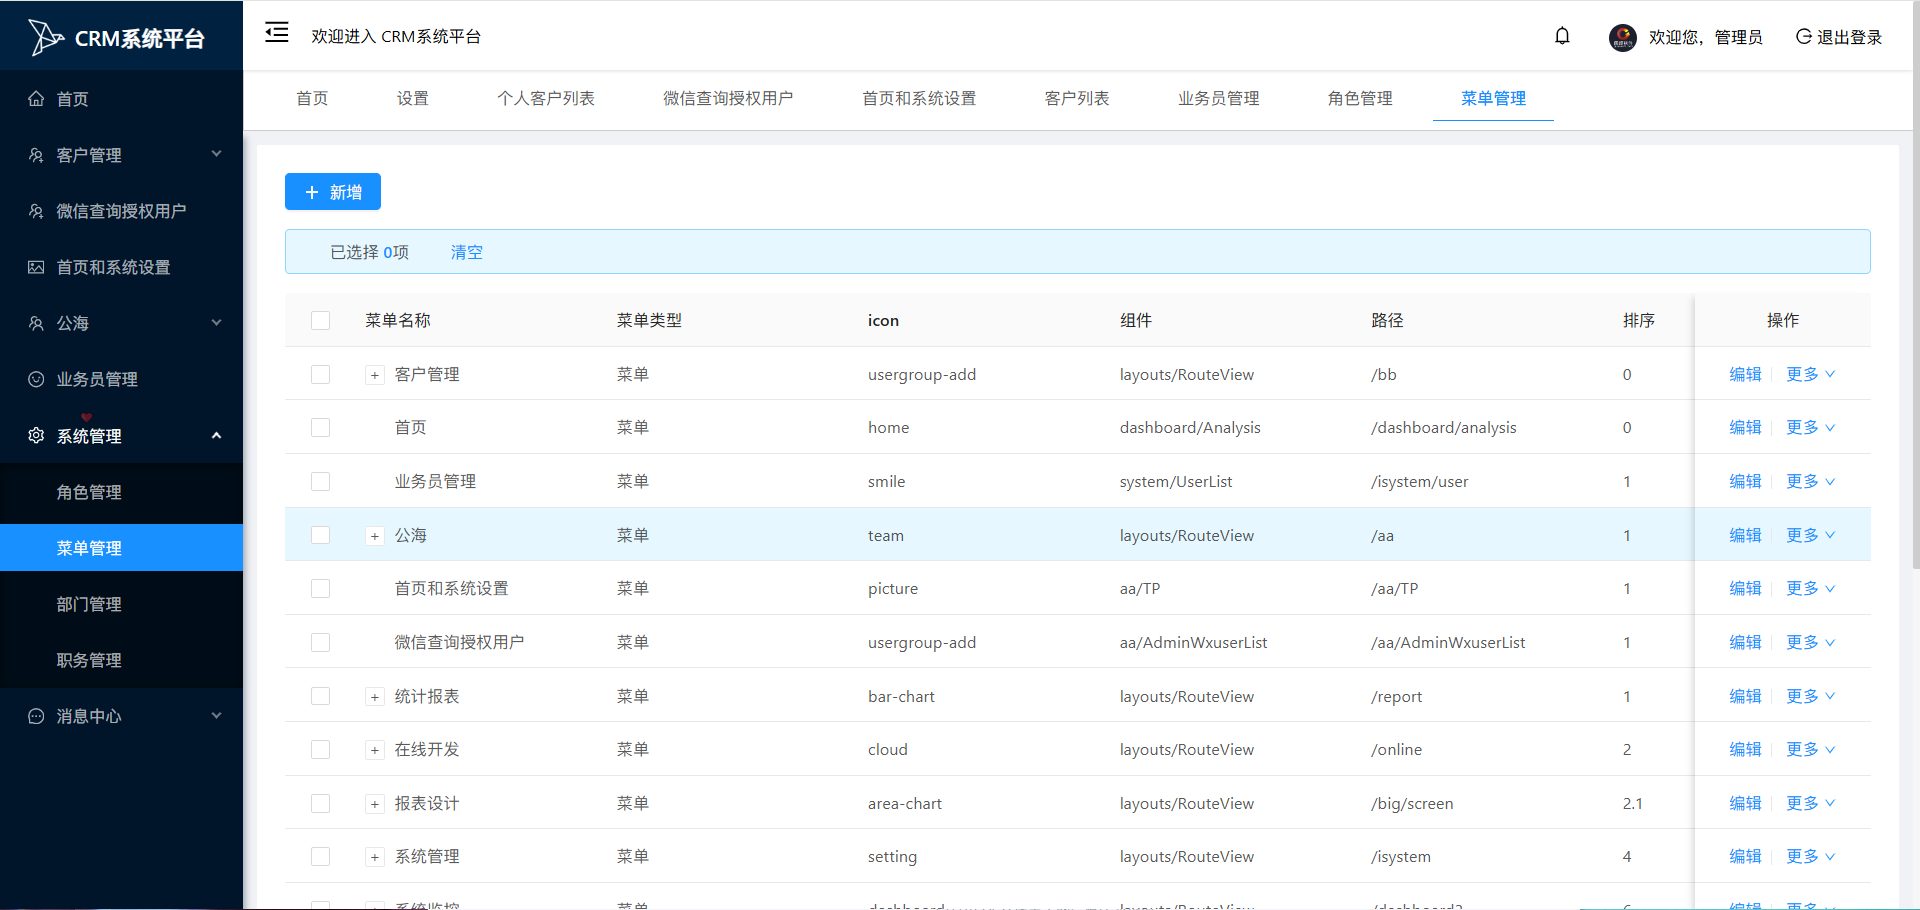 CRM系统平台
欢迎进入 CRM系统平台
欢迎您，管理员
退出登录
首页
客户管理
微信查询授权用户
首页和系统设置
公海
业务员管理
系统管理
角色管理
菜单管理
部门管理
职务管理
消息中心
首页 设置 个人客户列表 微信查询授权用户 首页和系统设置 客户列表 业务员管理 角色管理 菜单管理
+ 新增
已选择 0项 清空
菜单名称 菜单类型 icon 组件 路径 排序 操作
+ 客户管理 菜单 usergroup-add layouts/RouteView /bb 0 编辑 更多
首页 菜单 home dashboard/Analysis /dashboard/analysis 0 编辑 更多
业务员管理 菜单 smile system/UserList /isystem/user 1 编辑 更多
+ 公海 菜单 team layouts/RouteView /aa 1 编辑 更多
首页和系统设置 菜单 picture aa/TP /aa/TP 1 编辑 更多
微信查询授权用户 菜单 usergroup-add aa/AdminWxuserList /aa/AdminWxuserList 1 编辑 更多
+ 统计报表 菜单 bar-chart layouts/RouteView /report 1 编辑 更多
+ 在线开发 菜单 cloud layouts/RouteView /online 2 编辑 更多
+ 报表设计 菜单 area-chart layouts/RouteView /big/screen 2.1 编辑 更多
+ 系统管理 菜单 setting layouts/RouteView /isystem 4 编辑 更多
系统监控 菜单 dashboard layouts/RouteView 编辑 更多